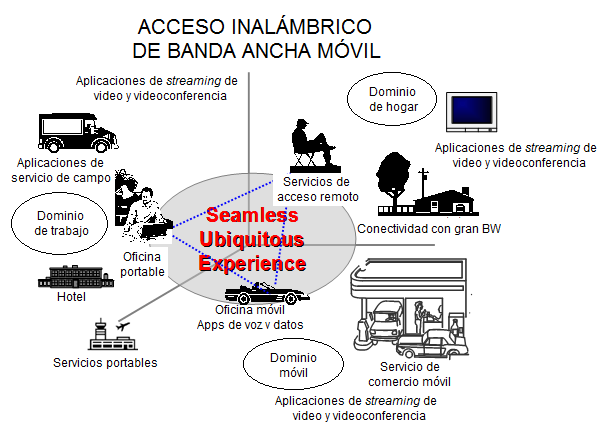 ACCESO INALÁMBRICO
DE BANDA ANCHA MÓVIL
Aplicaciones de streaming de
video y videoconferencia
Dominio
de hogar
Aplicaciones de streaming de
video y videoconferencia
Aplicaciones de
servicio de campo
Servicios de
acceso remoto
Dominio
de trabajo
Seamless
Ubiquitous
Experience
Conectividad con gran BW
Oficina
portable
Hotel
Oficina móvil
Apps de voz y datos
Servicios portables
Dominio
móvil
Servicio de
comercio móvil
Aplicaciones de streaming de
video y videoconferencia